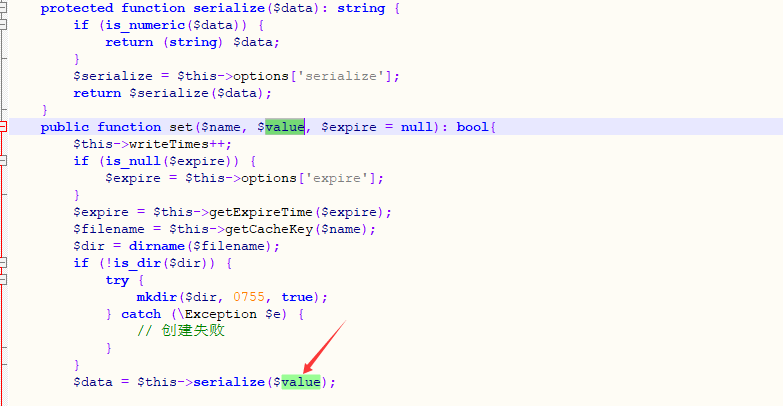 protected function serialize($data): string {
if (is_numeric($data)) {
return (string) $data;
}
$serialize = $this->options['serialize'];
return $serialize($data);
}
public function set($name, $value, $expire = null): bool{
$this->writeTimes++;
if (is_null($expire)) {
$expire = $this->options['expire'];
}
$expire = $this->getExpireTime($expire);
$filename = $this->getCacheKey($name);
$dir = dirname($filename);
if (!is_dir($dir)) {
try {
mkdir($dir, 0755, true);
} catch (\Exception $e) {
// 创建失败
}
}
$data = $this->serialize($value);